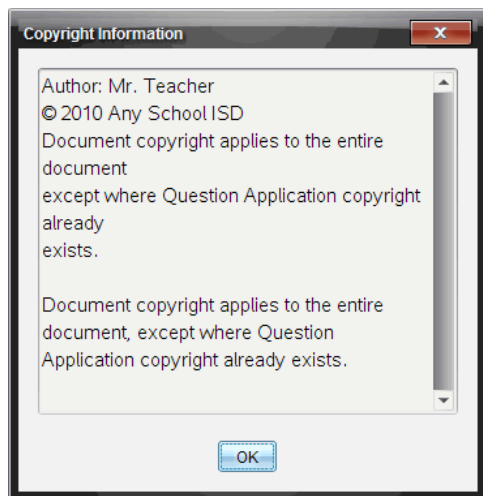 Copyright Information
x
Author: Mr. Teacher
© 2010 Any School ISD
Document copyright applies to the entire
document
except where Question Application copyright
already
exists.
Document copyright applies to the entire
document, except where Question
Application copyright already exists.
OK